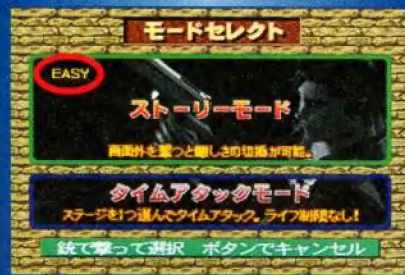 モードセレクト
EASY
ストーリーモード
画面外を撃つと難しさの切換が可能。
タイムアタックモード
ステージを1つ選んでタイムアタック。ライフ制限なし!
銃で撃って選択 ボタンでキャンセル